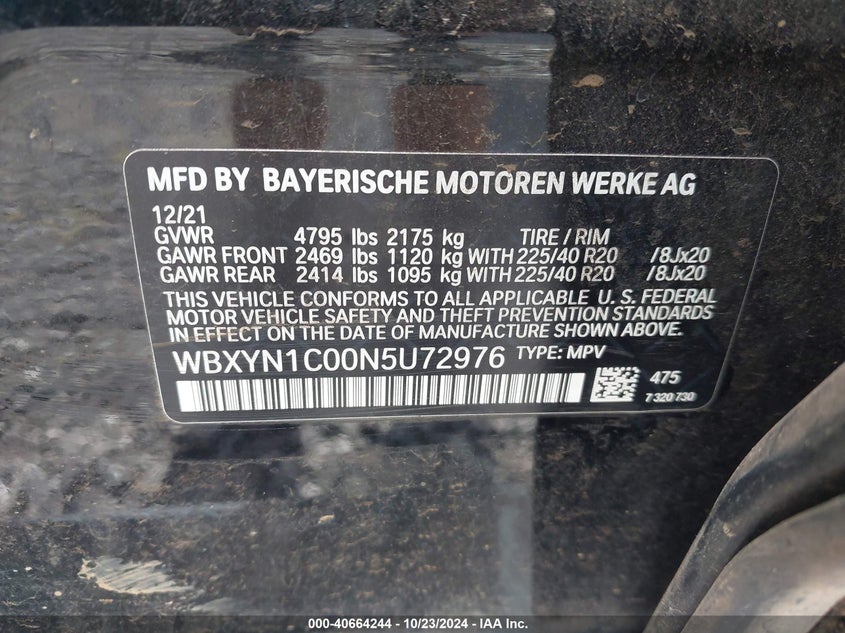 MFD BY BAYERISCHE MOTOREN WERKE AG
12/21
GVWR 4795 lbs 2175 kg TIRE / RIM
GAWR FRONT 2469 lbs 1120 kg WITH 225/40 R20 /8Jx20
GAWR REAR 2414 lbs 1095 kg WITH 225/40 R20 /8Jx20
THIS VEHICLE CONFORMS TO ALL APPLICABLE U. S. FEDERAL
MOTOR VEHICLE SAFETY AND THEFT PREVENTION STANDARDS
IN EFFECT ON THE DATE OF MANUFACTURE SHOWN ABOVE.
WBXYN1C00N5U72976 TYPE: MPV
475
7 320 730
000-40664244 - 10/23/2024 - IAA Inc.